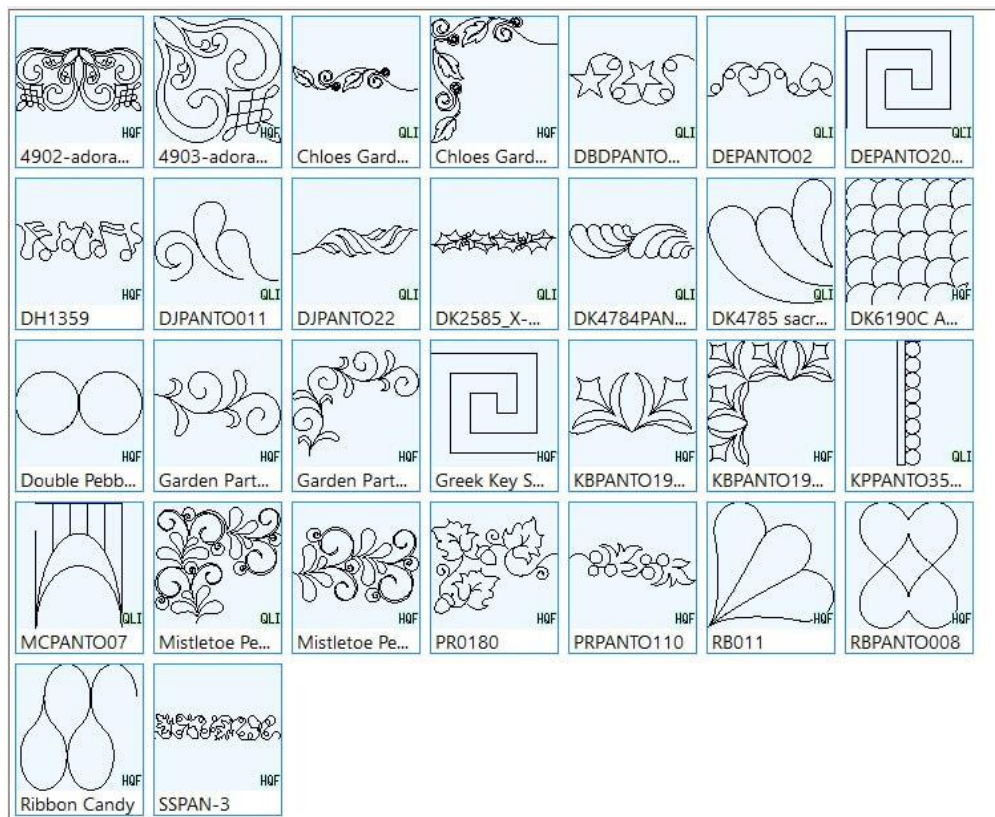 HQF HQF QLI HQF QLI QLI QLI
4902-adora... 4903-adora... Chloes Gard... Chloes Gard... DBDPANTO... DEPANTO02 DEPANTO20...
HQF QLI QLI QLI QLI QLI HQF
DH1359 DJPANTO011 DJPANTO22 DK2585_X-... DK4784PAN... DK4785 sacr... DK6190C A...
HQF HQF HQF HQF HQF HQF QLI
Double Pebb... Garden Part... Garden Part... Greek Key S... KBPANTO19... KBPANTO19... KPPANTO35...
QLI QLI HQF HQF HQF HQF HQF
MCPANTO07 Mistletoe Pe... Mistletoe Pe... PR0180 PRPANTO110 RB011 RBPANTO008
HQF HQF
Ribbon Candy SSPAN-3